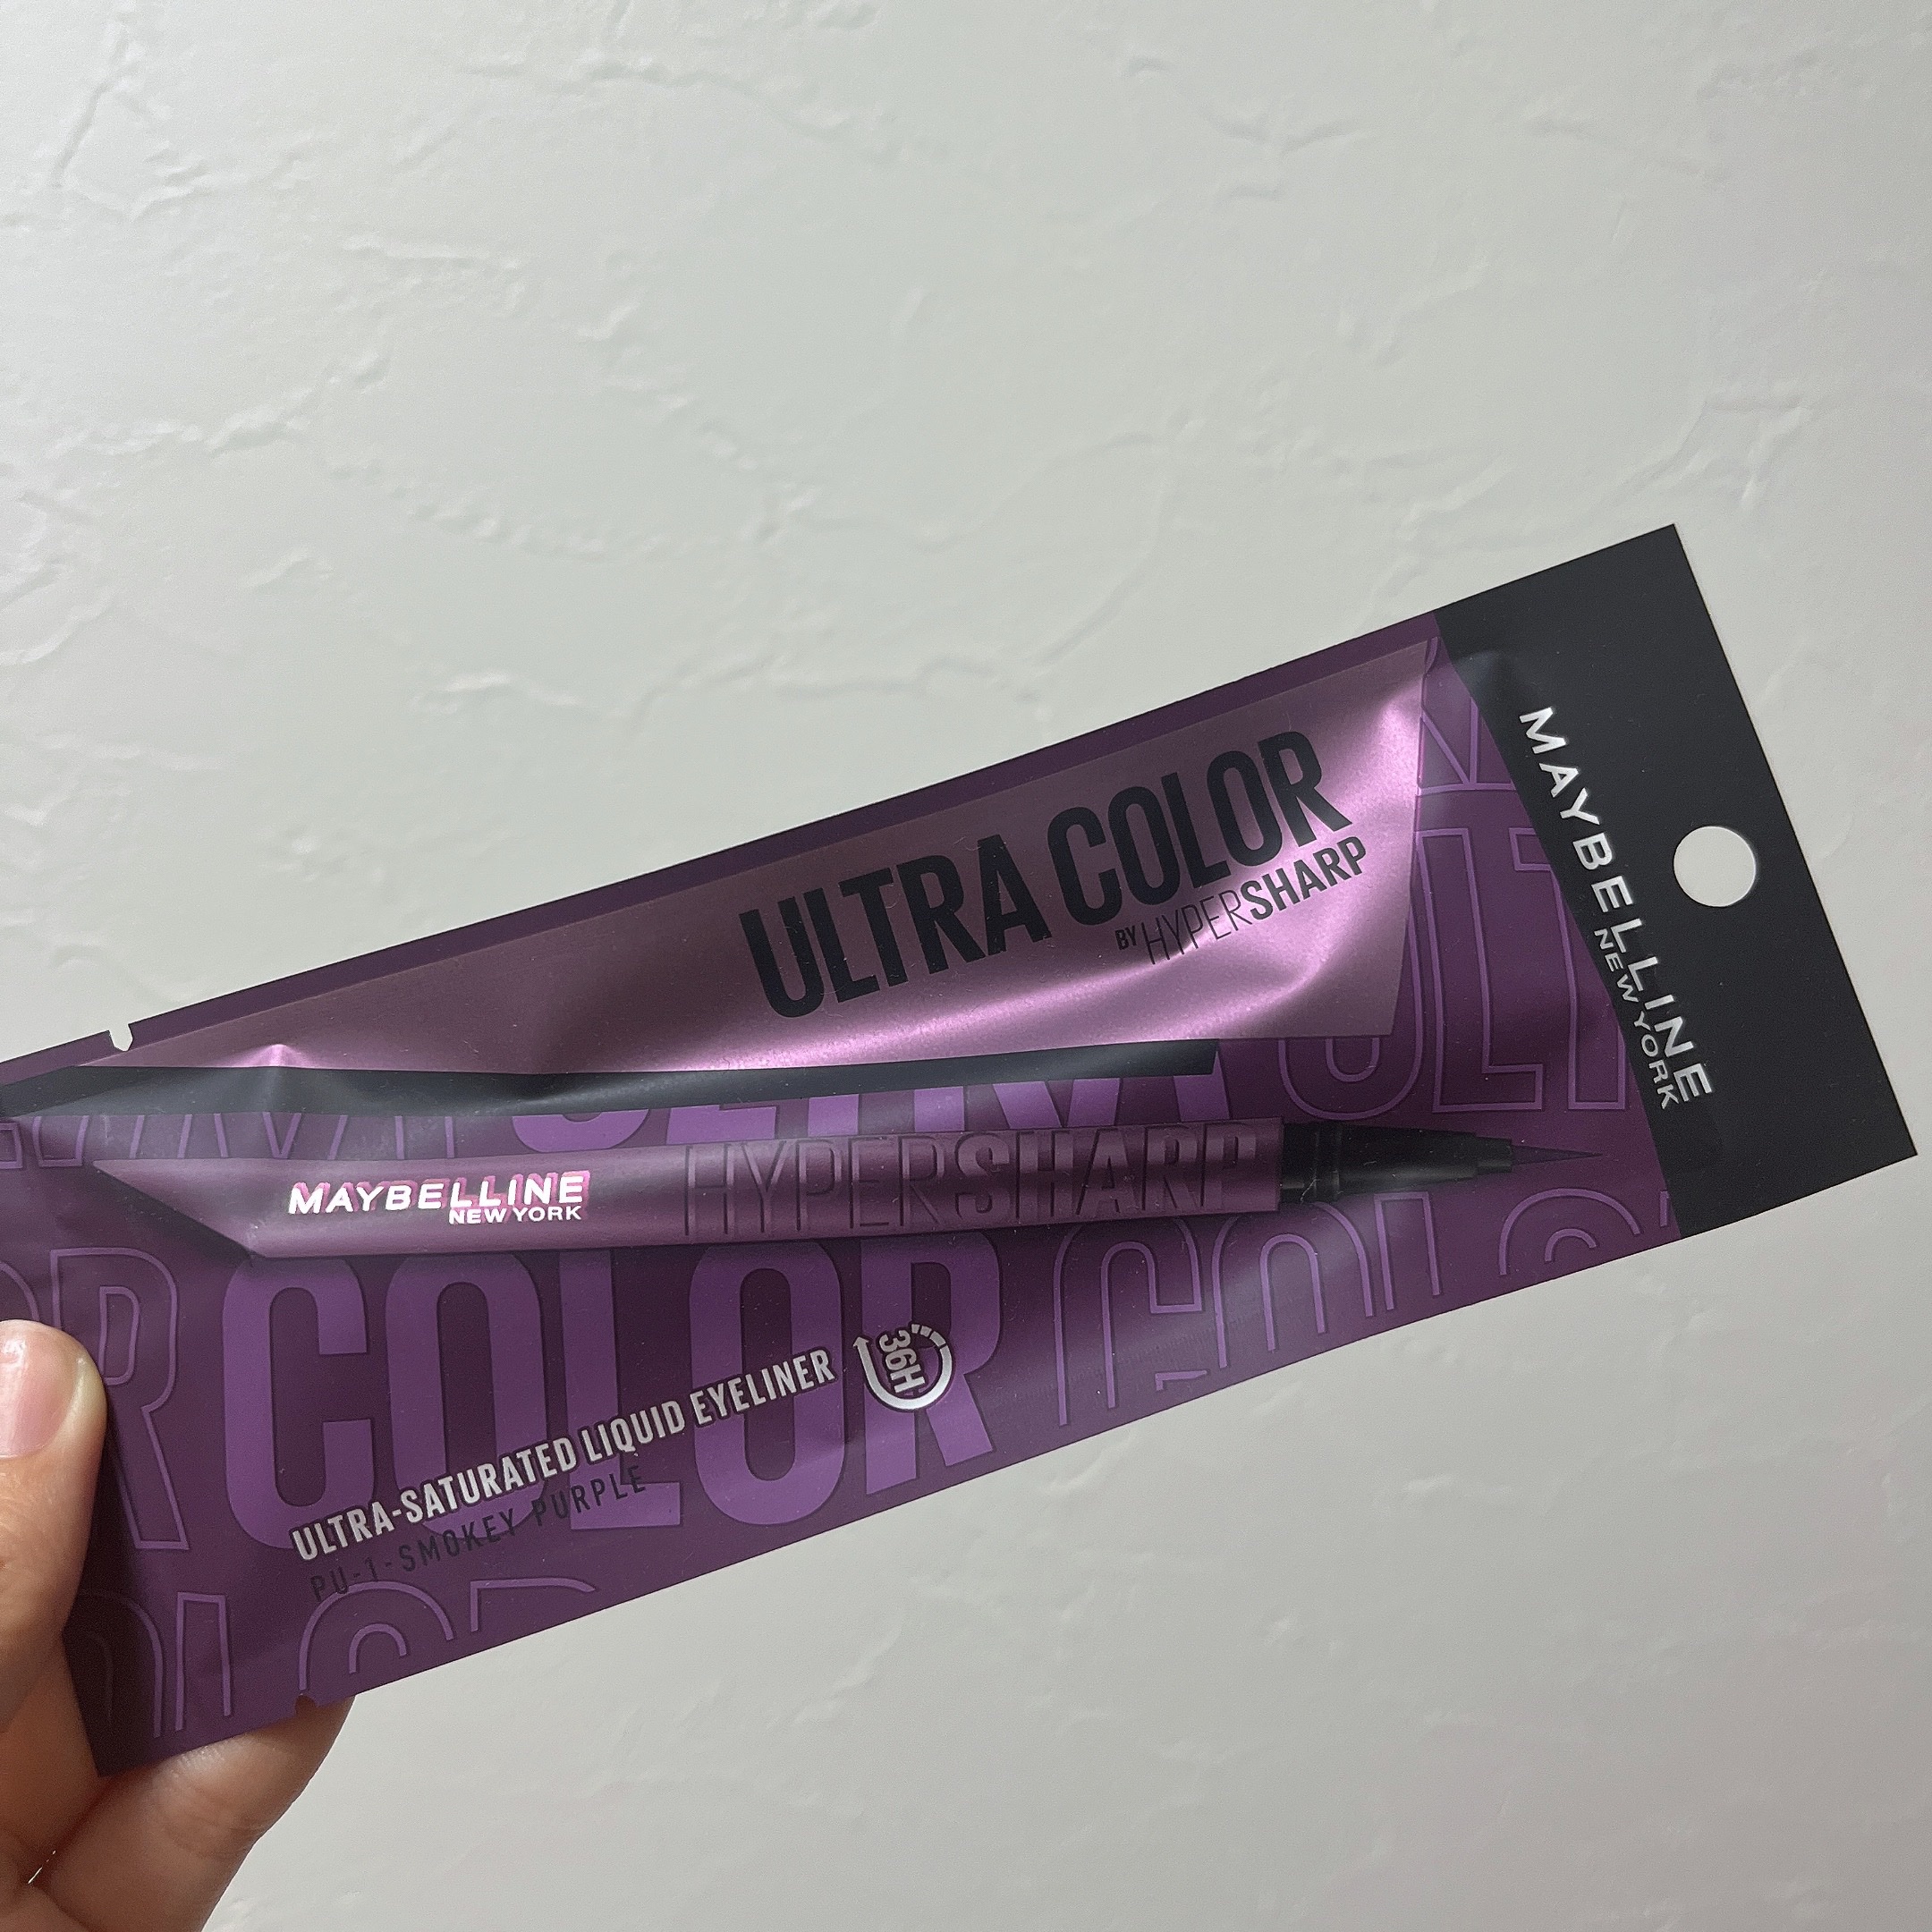 MAYBELLINE
NEW YORK
ULTRA COLOR
BY HYPERSHARP
ULTRA
MAYBELLINE
NEW YORK
HYPERSHARP
COLOR
ULTRA-SATURATED LIQUID EYELINER
36H
PU-1-SMOKEY PURPLE